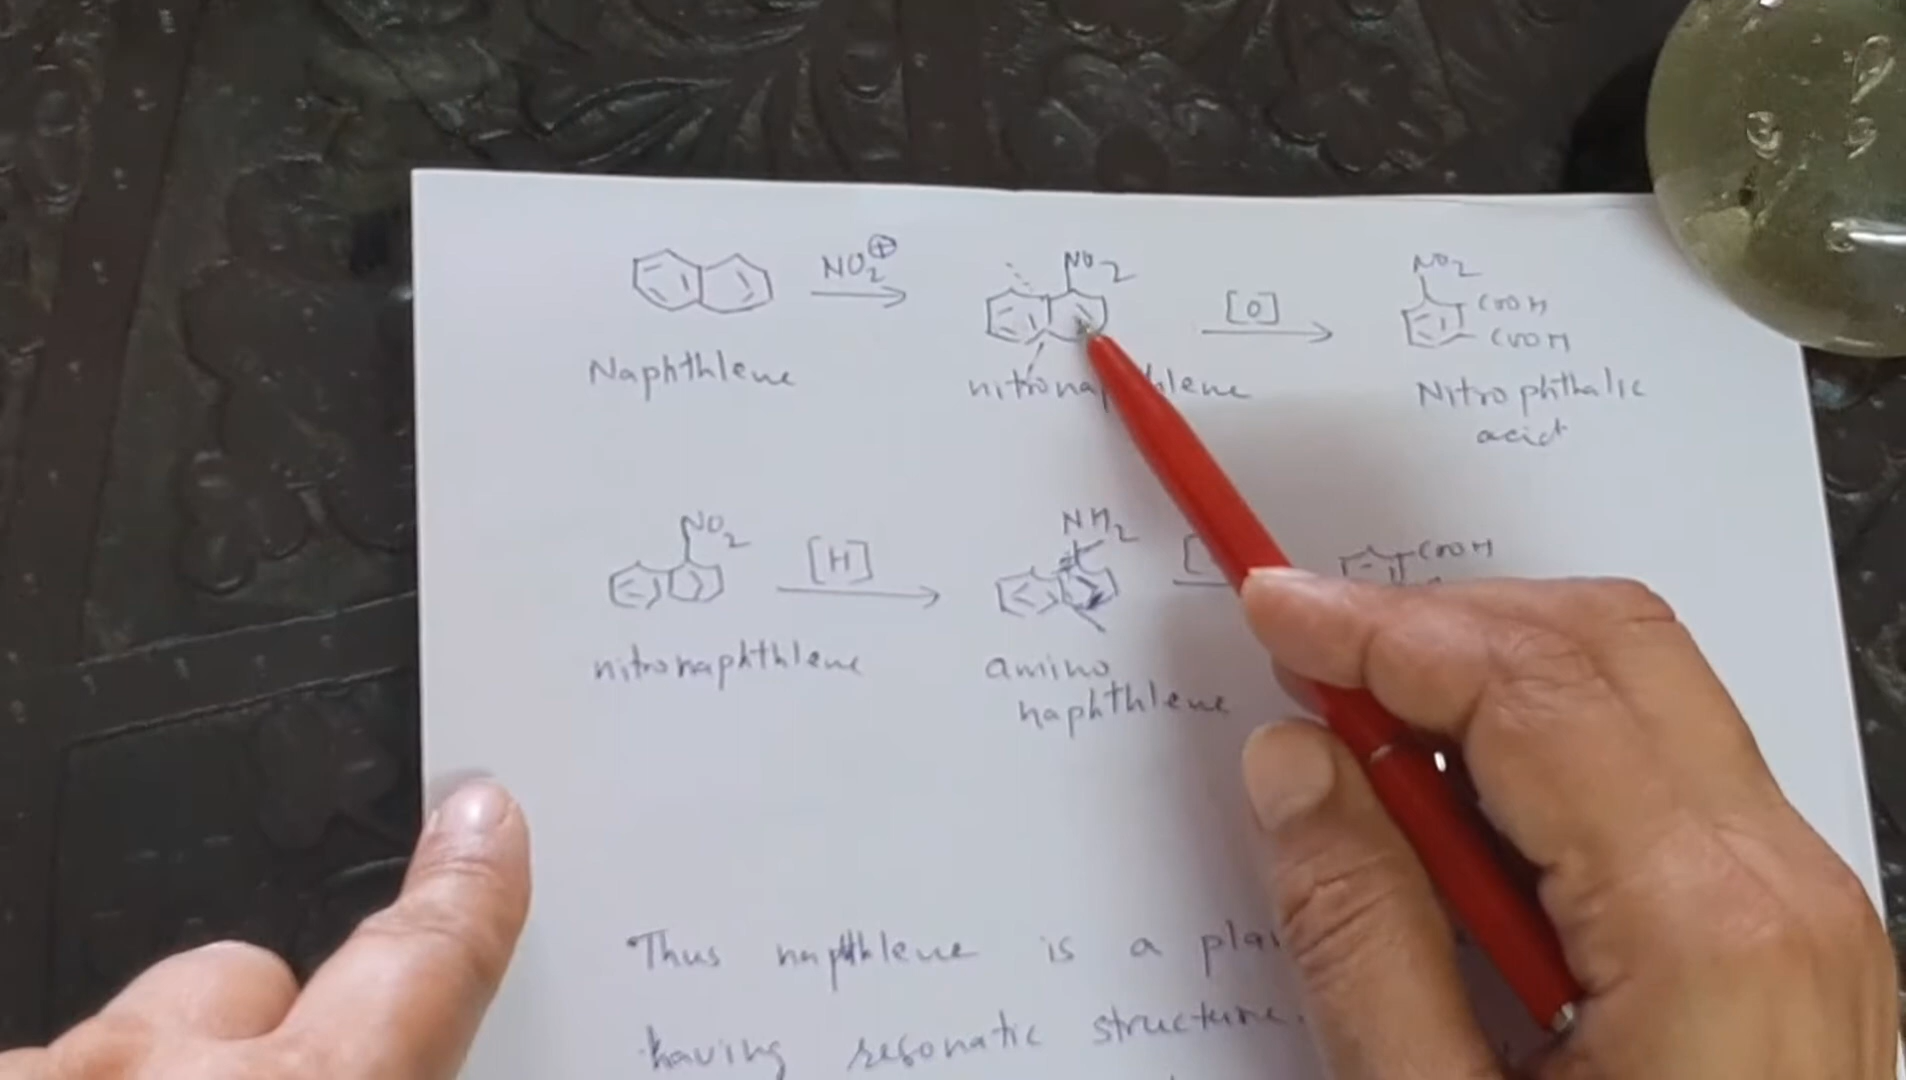 NO₂⊕
NO₂
[O]
NO₂
COOH
COOH
Naphthlene
nitronaphthlene
Nitrophthalic
acid
NO₂
[H]
NH₂
COOH
nitronaphthlene
amino
naphthlene
Thus naphthlene is a
having resonatic structure.